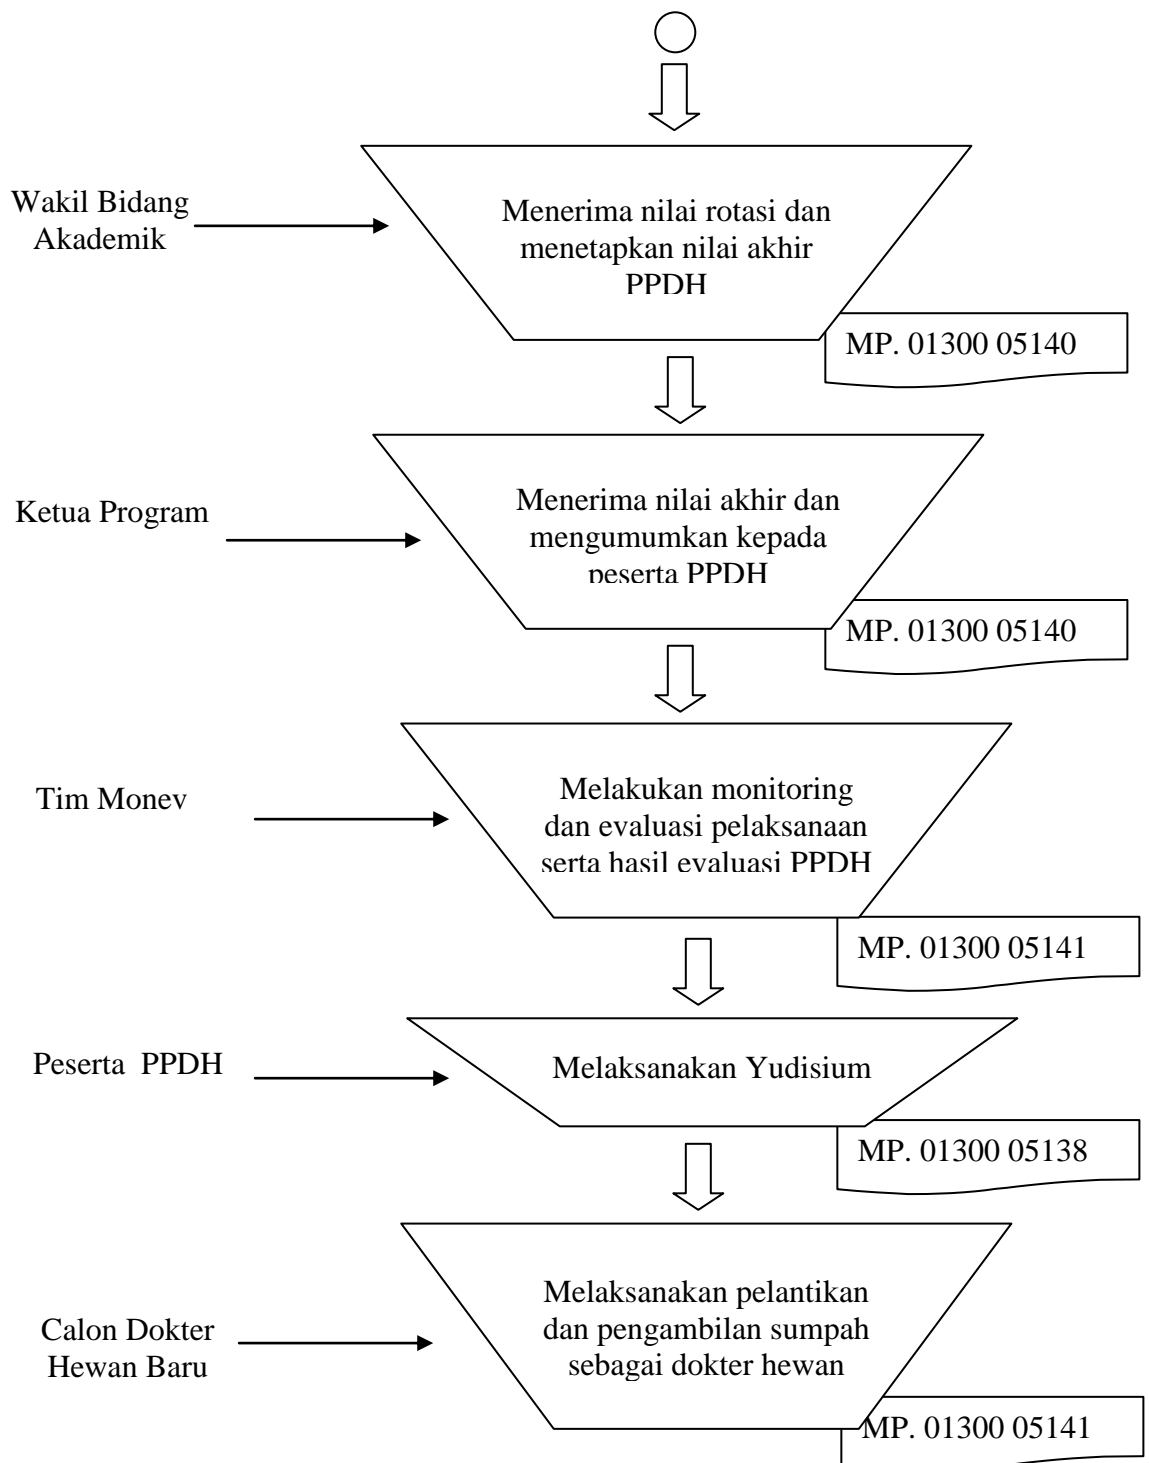 Wakil Bidang
Akademik
Menerima nilai rotasi dan
menetapkan nilai akhir
PPDH
MP. 01300 05140
Ketua Program
Menerima nilai akhir dan
mengumumkan kepada
peserta PPDH
MP. 01300 05140
Tim Monev
Melakukan monitoring
dan evaluasi pelaksanaan
serta hasil evaluasi PPDH
MP. 01300 05141
Peserta PPDH
Melaksanakan Yudisium
MP. 01300 05138
Calon Dokter
Hewan Baru
Melaksanakan pelantikan
dan pengambilan sumpah
sebagai dokter hewan
MP. 01300 05141